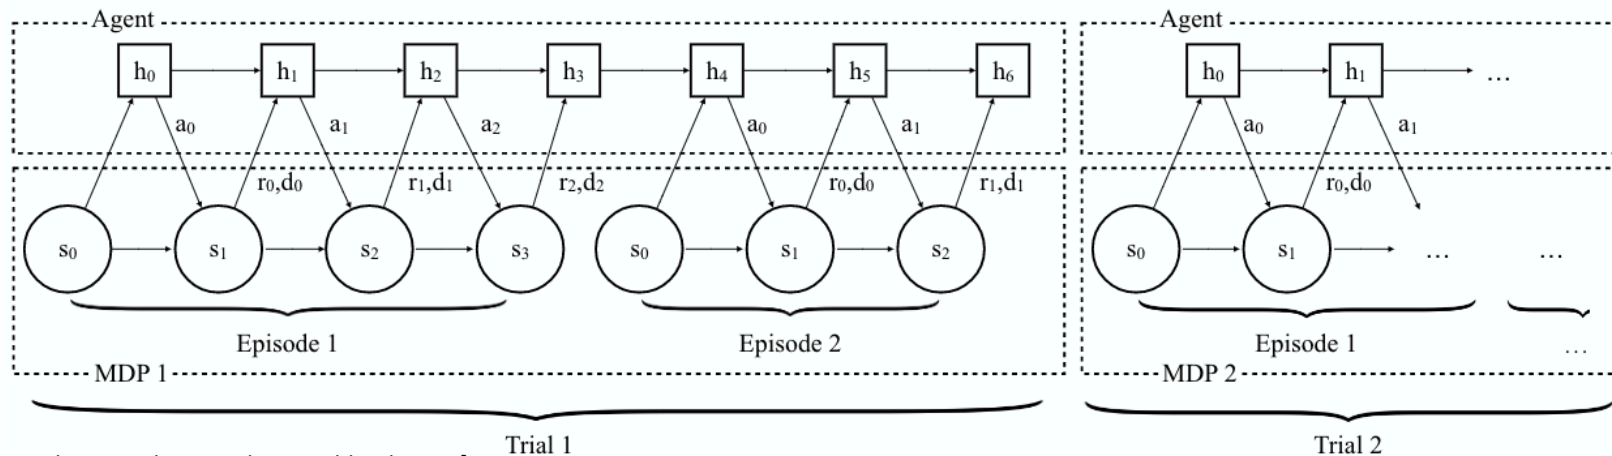 Agent Agent
h₀ h₁ h₂ h₃ h₄ h₅ h₆ h₀ h₁ ...
a₀ a₁ a₂ a₀ a₁ a₀ a₁
r₀,d₀ r₁,d₁ r₂,d₂ r₀,d₀ r₁,d₁ r₀,d₀
s₀ s₁ s₂ s₃ s₀ s₁ s₂ s₀ s₁ ... ...
Episode 1 Episode 2 Episode 1 ...
MDP 1 MDP 2
Trial 1 Trial 2